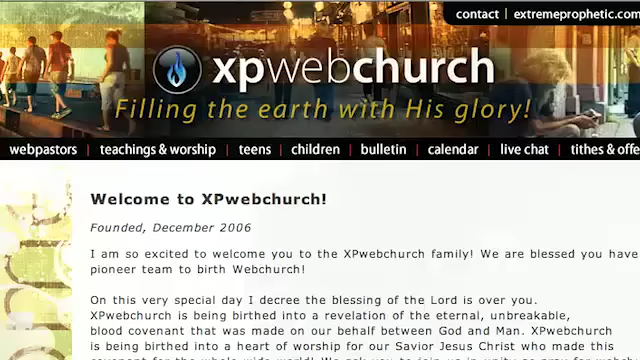 contact | extremeprophetic.com
xpwebchurch
Filling the earth with His glory!
webpastors | teachings & worship | teens | children | bulletin | calendar | live chat | tithes & offe
Welcome to XPwebchurch!
Founded, December 2006
I am so excited to welcome you to the XPwebchurch family! We are blessed you have
pioneer team to birth Webchurch!
On this very special day I decree the blessing of the Lord is over you.
XPwebchurch is being birthed into a revelation of the eternal, unbreakable,
blood covenant that was made on our behalf between God and Man. XPwebchurch
is being birthed into a heart of worship for our Savior Jesus Christ who made this